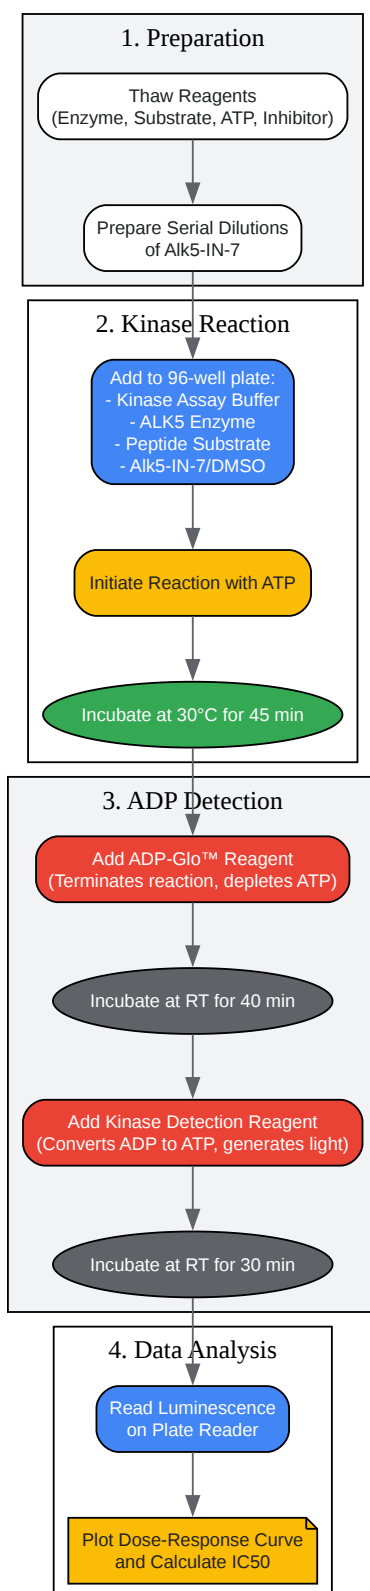 1. Preparation
Thaw Reagents
(Enzyme, Substrate, ATP, Inhibitor)
Prepare Serial Dilutions
of Alk5-IN-7
2. Kinase Reaction
Add to 96-well plate:
- Kinase Assay Buffer
- ALK5 Enzyme
- Peptide Substrate
- Alk5-IN-7/DMSO
Initiate Reaction with ATP
Incubate at 30°C for 45 min
3. ADP Detection
Add ADP-Glo™ Reagent
(Terminates reaction, depletes ATP)
Incubate at RT for 40 min
Add Kinase Detection Reagent
(Converts ADP to ATP, generates light)
Incubate at RT for 30 min
4. Data Analysis
Read Luminescence
on Plate Reader
Plot Dose-Response Curve
and Calculate IC50